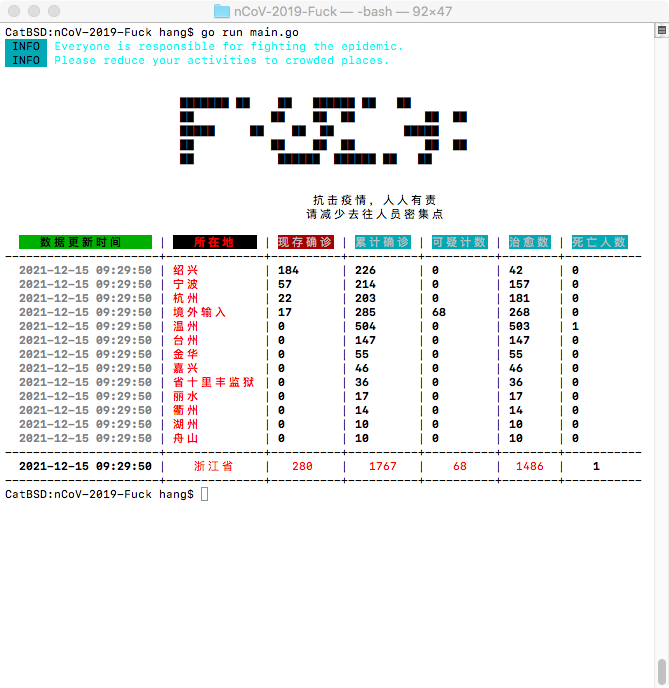 nCoV-2019-Fuck — -bash — 92×47
CatBSD:nCoV-2019-Fuck hang$ go run main.go
INFO Everyone is responsible for fighting the epidemic.
INFO Please reduce your activities to crowded places.
抗击疫情，人人有责
请减少去往人员密集点
数据更新时间 | 所在地 | 现存确诊 | 累计确诊 | 可疑计数 | 治愈数 | 死亡人数
2021-12-15 09:29:50 | 绍兴 | 184 | 226 | 0 | 42 | 0
2021-12-15 09:29:50 | 宁波 | 57 | 214 | 0 | 157 | 0
2021-12-15 09:29:50 | 杭州 | 22 | 203 | 0 | 181 | 0
2021-12-15 09:29:50 | 境外输入 | 17 | 285 | 68 | 268 | 0
2021-12-15 09:29:50 | 温州 | 0 | 504 | 0 | 503 | 1
2021-12-15 09:29:50 | 台州 | 0 | 147 | 0 | 147 | 0
2021-12-15 09:29:50 | 金华 | 0 | 55 | 0 | 55 | 0
2021-12-15 09:29:50 | 嘉兴 | 0 | 46 | 0 | 46 | 0
2021-12-15 09:29:50 | 省十里丰监狱 | 0 | 36 | 0 | 36 | 0
2021-12-15 09:29:50 | 丽水 | 0 | 17 | 0 | 17 | 0
2021-12-15 09:29:50 | 衢州 | 0 | 14 | 0 | 14 | 0
2021-12-15 09:29:50 | 湖州 | 0 | 10 | 0 | 10 | 0
2021-12-15 09:29:50 | 舟山 | 0 | 10 | 0 | 10 | 0
2021-12-15 09:29:50 | 浙江省 | 280 | 1767 | 68 | 1486 | 1
CatBSD:nCoV-2019-Fuck hang$